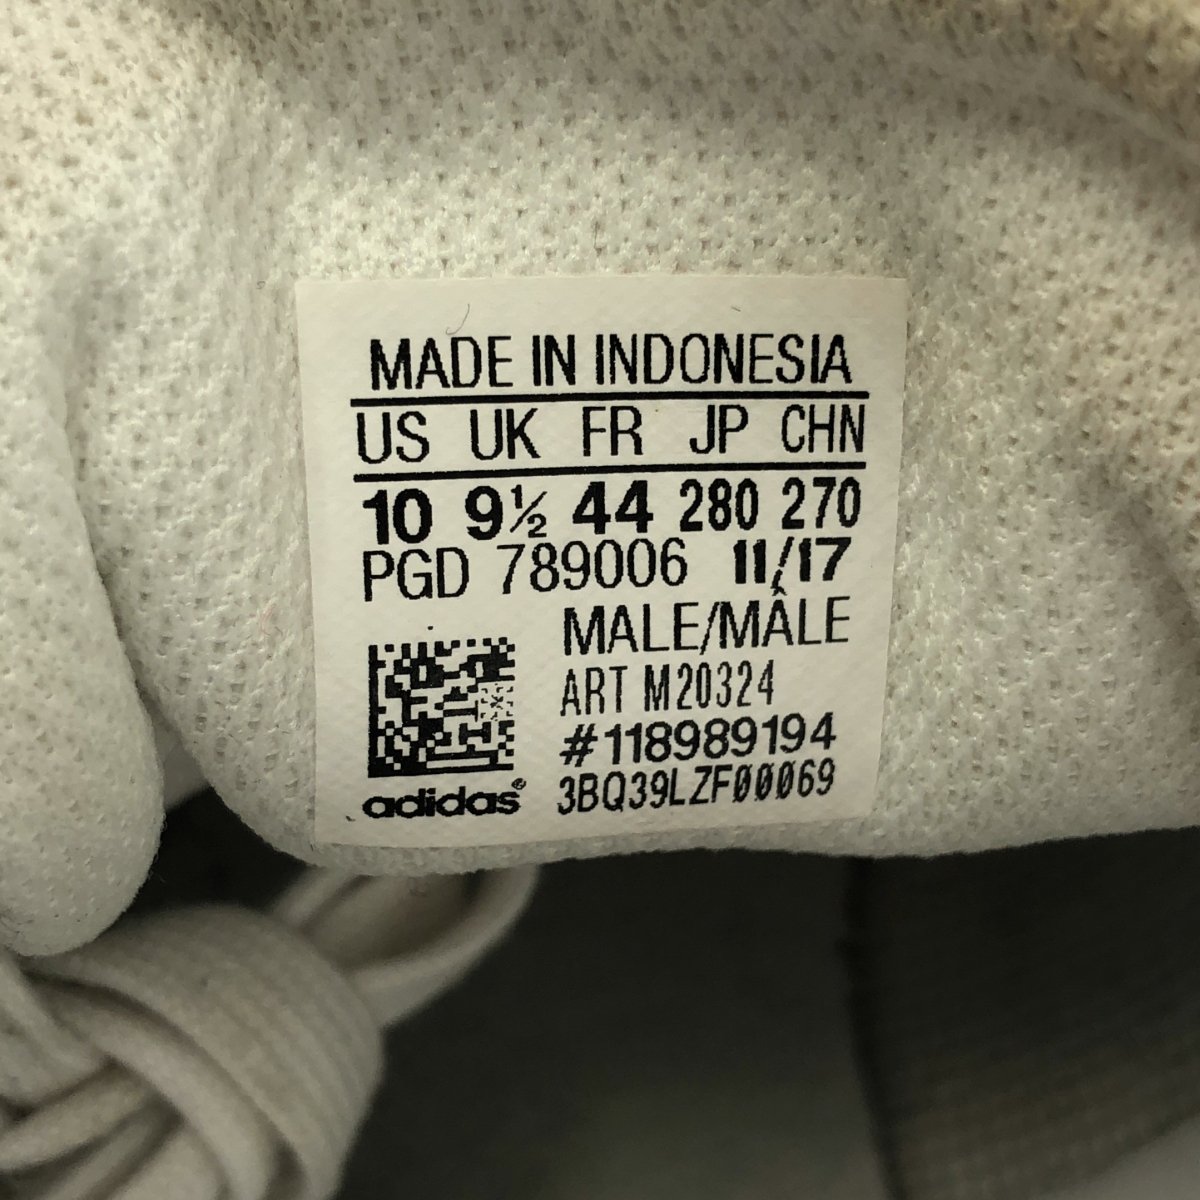 MADE IN INDONESIA
US UK FR JP CHN
10 9½ 44 280 270
PGD 789006 11/17
MALE/MÂLE
ART M20324
#118989194
adidas® 3BQ39LZF00069